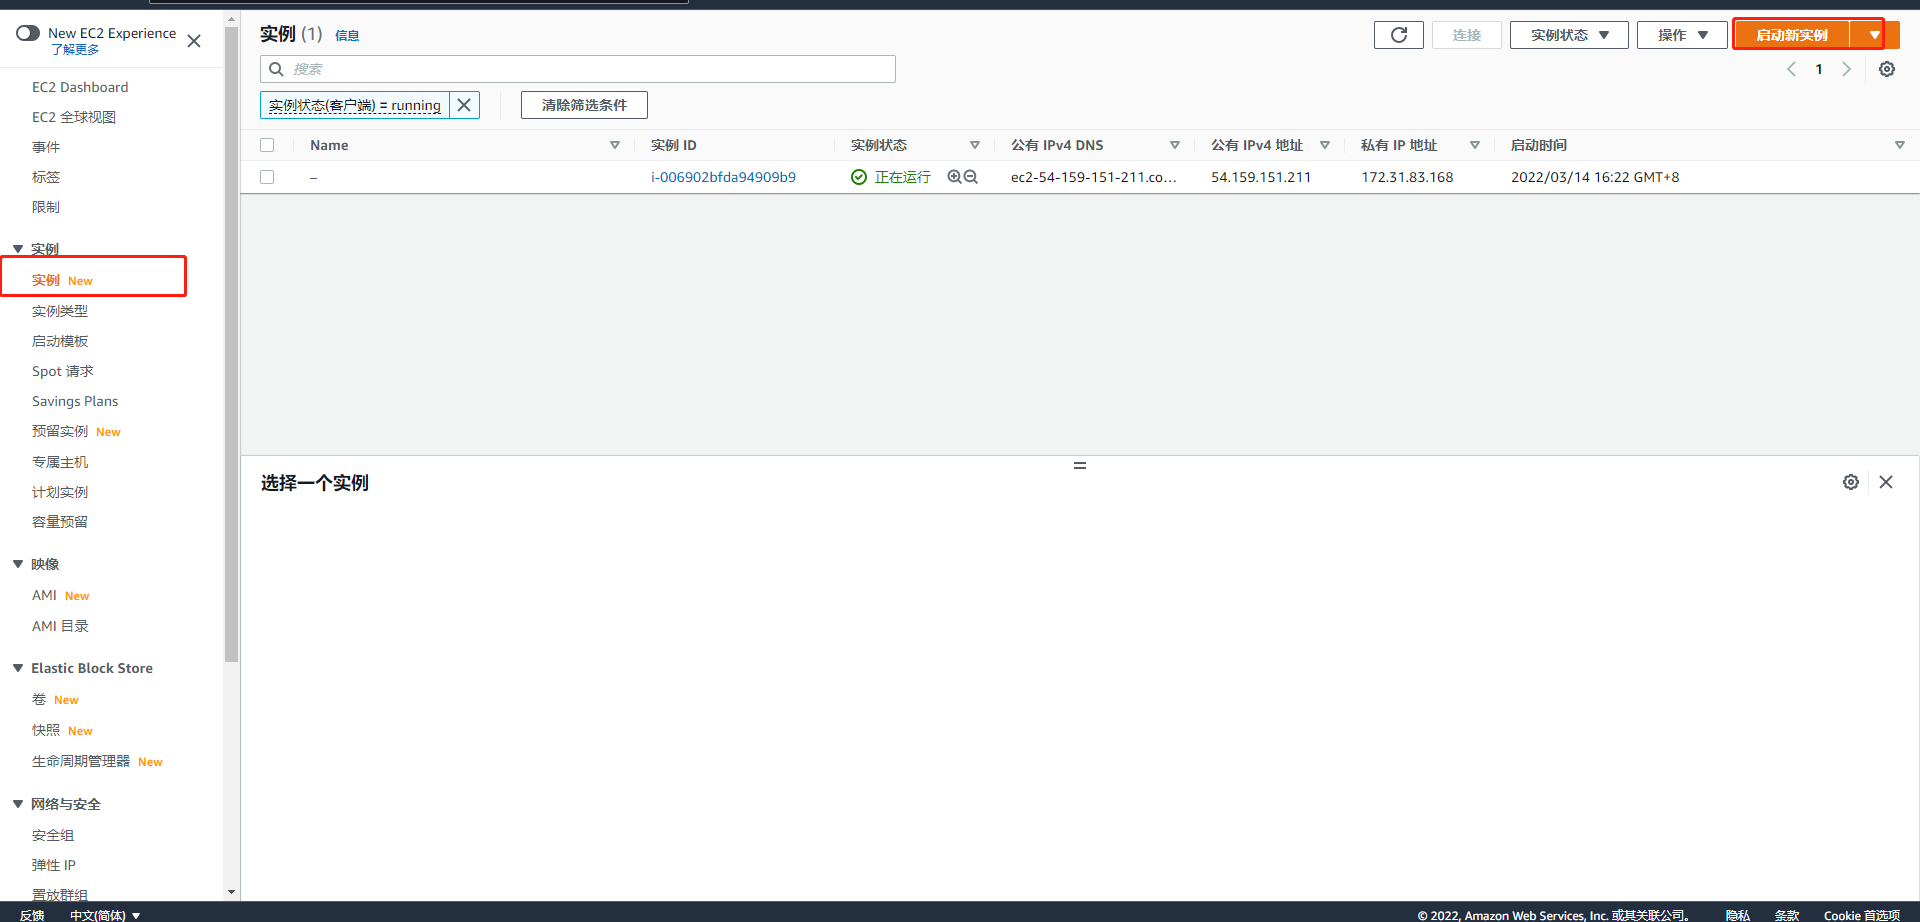 New EC2 Experience
了解更多
EC2 Dashboard
EC2 全球视图
事件
标签
限制
实例
实例 New
实例类型
启动模板
Spot 请求
Savings Plans
预留实例 New
专属主机
计划实例
容量预留
映像
AMI New
AMI 目录
Elastic Block Store
卷 New
快照 New
生命周期管理器 New
网络与安全
安全组
弹性 IP
置放群组
实例 (1) 信息
连接
实例状态
操作
启动新实例
搜索
1
实例状态(客户端) = running
清除筛选条件
Name 实例 ID 实例状态 公有 IPv4 DNS 公有 IPv4 地址 私有 IP 地址 启动时间
– i-006902bfda94909b9 正在运行 ec2-54-159-151-211.co... 54.159.151.211 172.31.83.168 2022/03/14 16:22 GMT+8
选择一个实例
反馈 中文(简体) © 2022, Amazon Web Services, Inc. 或其关联公司。 隐私 条款 Cookie 首选项